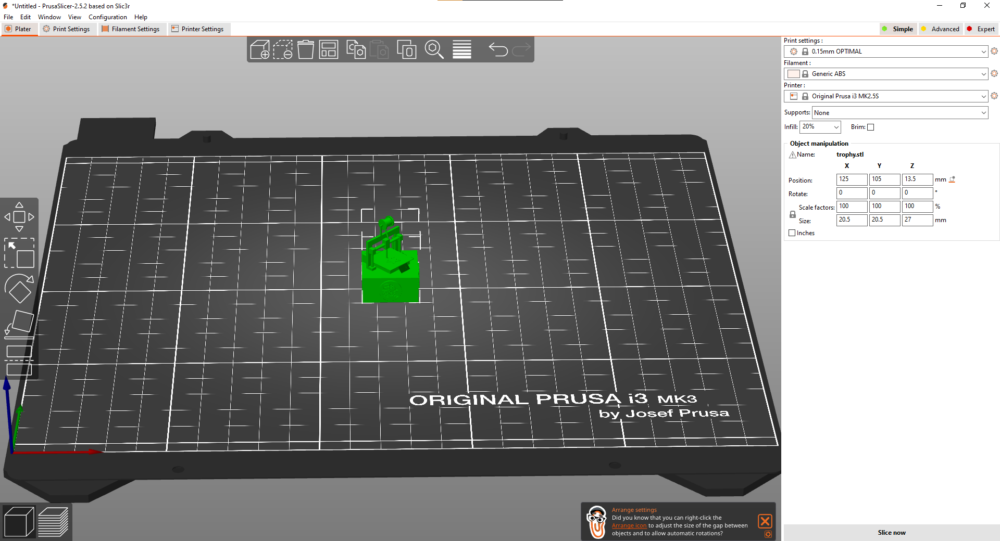 *Untitled - PrusaSlicer-2.5.2 based on Slic3r
File Edit Window View Configuration Help
Plater Print Settings Filament Settings Printer Settings
Simple Advanced Expert
Print settings :
0.15mm OPTIMAL
Filament :
Generic ABS
Printer :
Original Prusa i3 MK2.5S
Supports: None
Infill: 20% Brim:
Object manipulation
Name: trophy.stl
X Y Z
Position: 125 105 13.5 mm
Rotate: 0 0 0 °
Scale factors: 100 100 100 %
Size: 20.5 20.5 27 mm
Inches
ORIGINAL PRUSA i3 MK3
by Josef Prusa
Arrange settings
Did you know that you can right-click the
Arrange icon to adjust the size of the gap between
objects and to allow automatic rotations?
Slice now